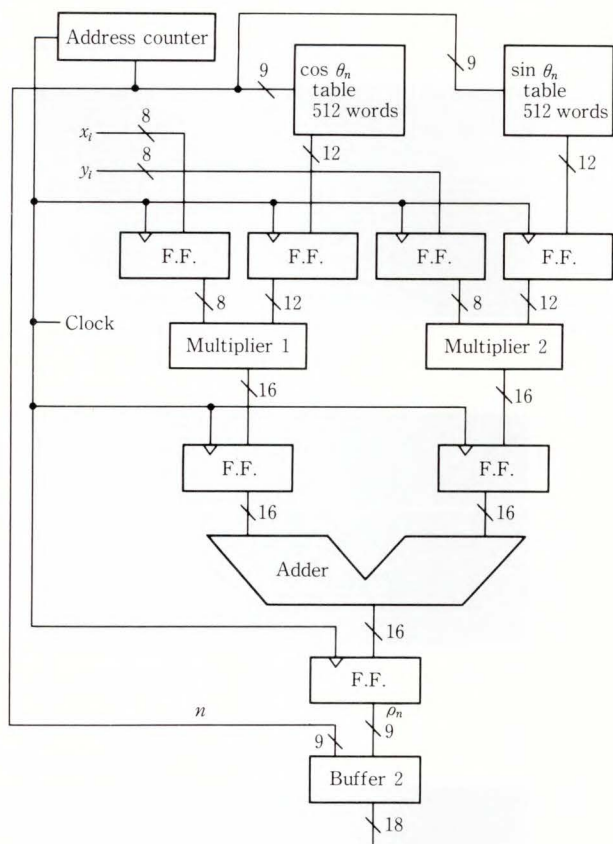 Address counter
9
cos θₙ
table
512 words
9
sin θₙ
table
512 words
xᵢ
8
yᵢ
8
12
12
F.F.
F.F.
F.F.
F.F.
8
12
8
12
Clock
Multiplier 1
Multiplier 2
16
16
F.F.
F.F.
16
16
Adder
16
F.F.
n
ρₙ
9
9
Buffer 2
18